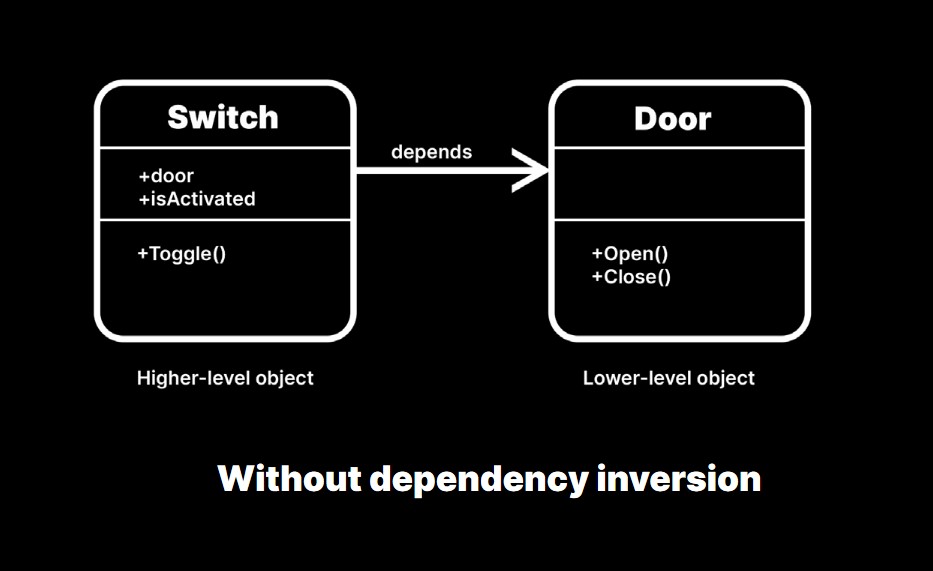 Switch
+door
+isActivated
+Toggle()
depends
Door
+Open()
+Close()
Higher-level object
Lower-level object
Without dependency inversion